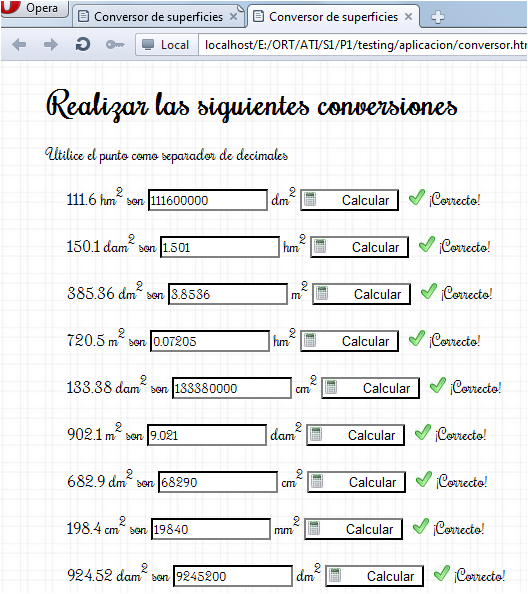 Opera
Conversor de superficies
Conversor de superficies
Local localhost/E:/ORT/ATI/S1/P1/testing/aplicacion/conversor.htm
Realizar las siguientes conversiones
Utilice el punto como separador de decimales
111.6 hm² son 111600000 dm² Calcular ¡Correcto!
150.1 dam² son 1.501 hm² Calcular ¡Correcto!
385.36 dm² son 3.8536 m² Calcular ¡Correcto!
720.5 m² son 0.07205 hm² Calcular ¡Correcto!
133.38 dam² son 133380000 cm² Calcular ¡Correcto!
902.1 m² son 9.021 dam² Calcular ¡Correcto!
682.9 dm² son 68290 cm² Calcular ¡Correcto!
198.4 cm² son 19840 mm² Calcular ¡Correcto!
924.52 dam² son 9245200 dm² Calcular ¡Correcto!